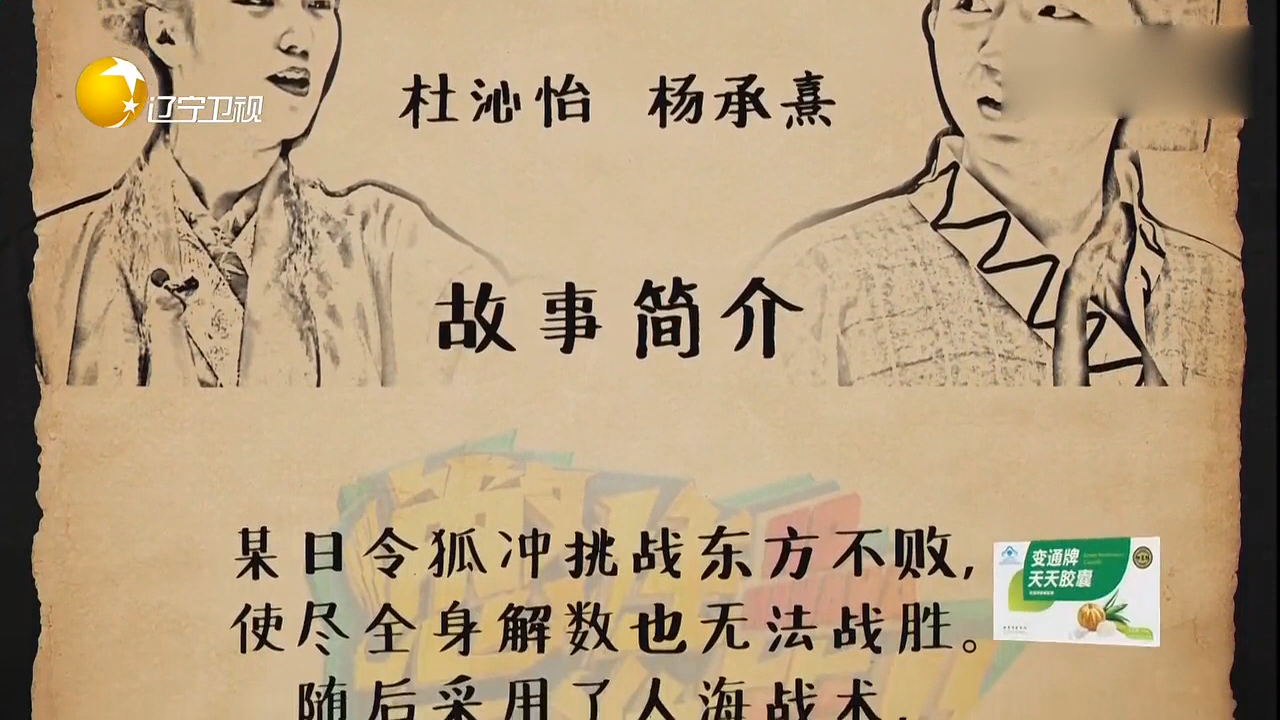 辽宁卫视
杜沁怡 杨承熹
故事简介
某日令狐冲挑战东方不败,
使尽全身解数也无法战胜。
随后采用了人海战术,
变通牌
天天胶囊